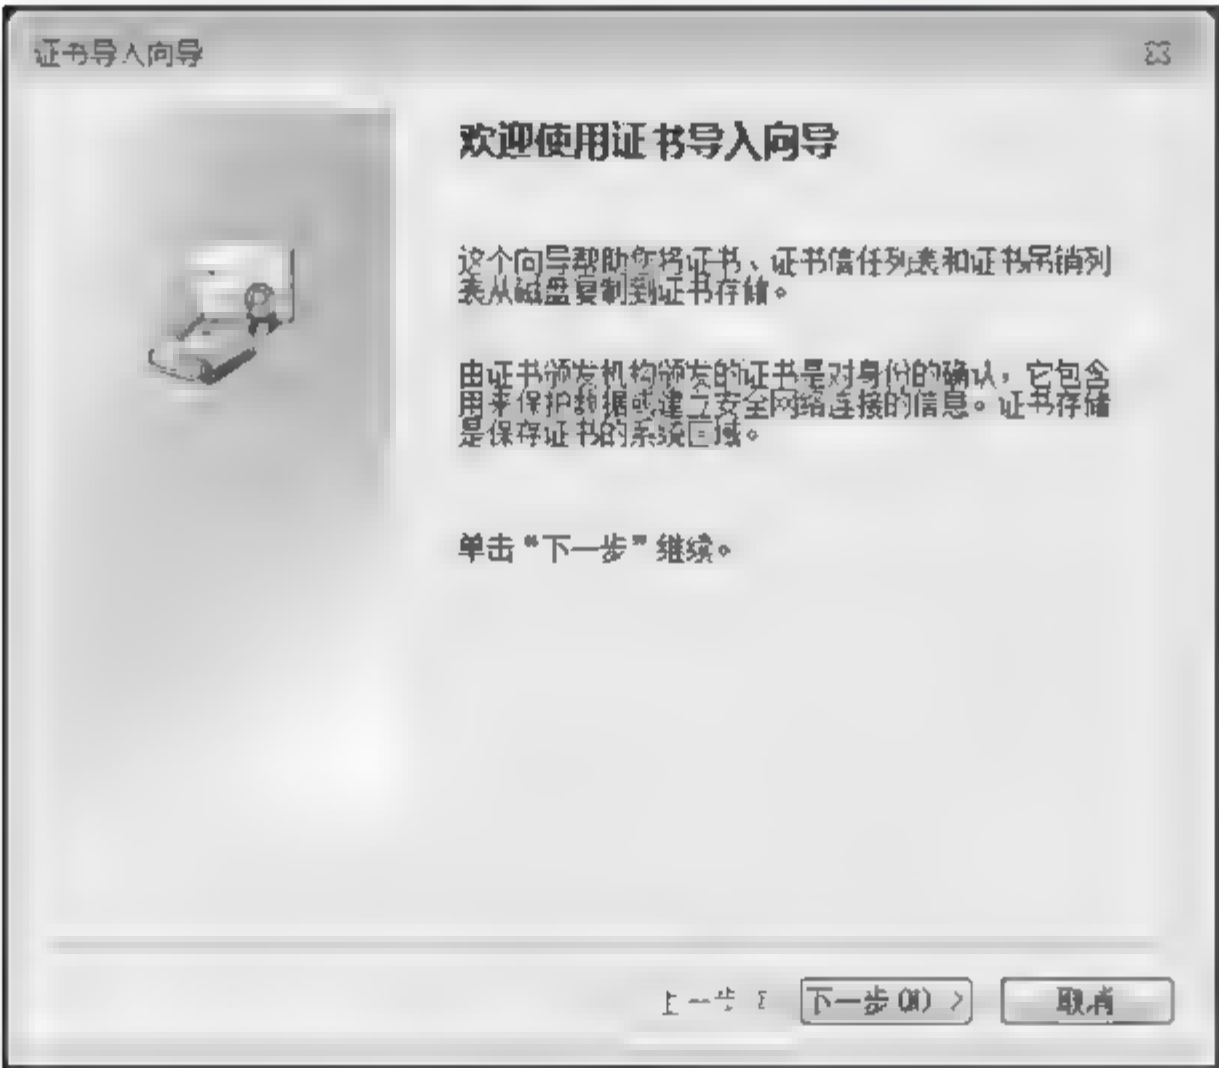 证书导入向导
欢迎使用证书导入向导
这个向导帮助您将证书、证书信任列表和证书吊销列
表从磁盘复制到证书存储。
由证书颁发机构颁发的证书是对身份的确认，它包含
用来保护数据或建立安全网络连接的信息。证书存储
是保存证书的系统区域。
单击“下一步”继续。
上一步
下一步(N) >
取消